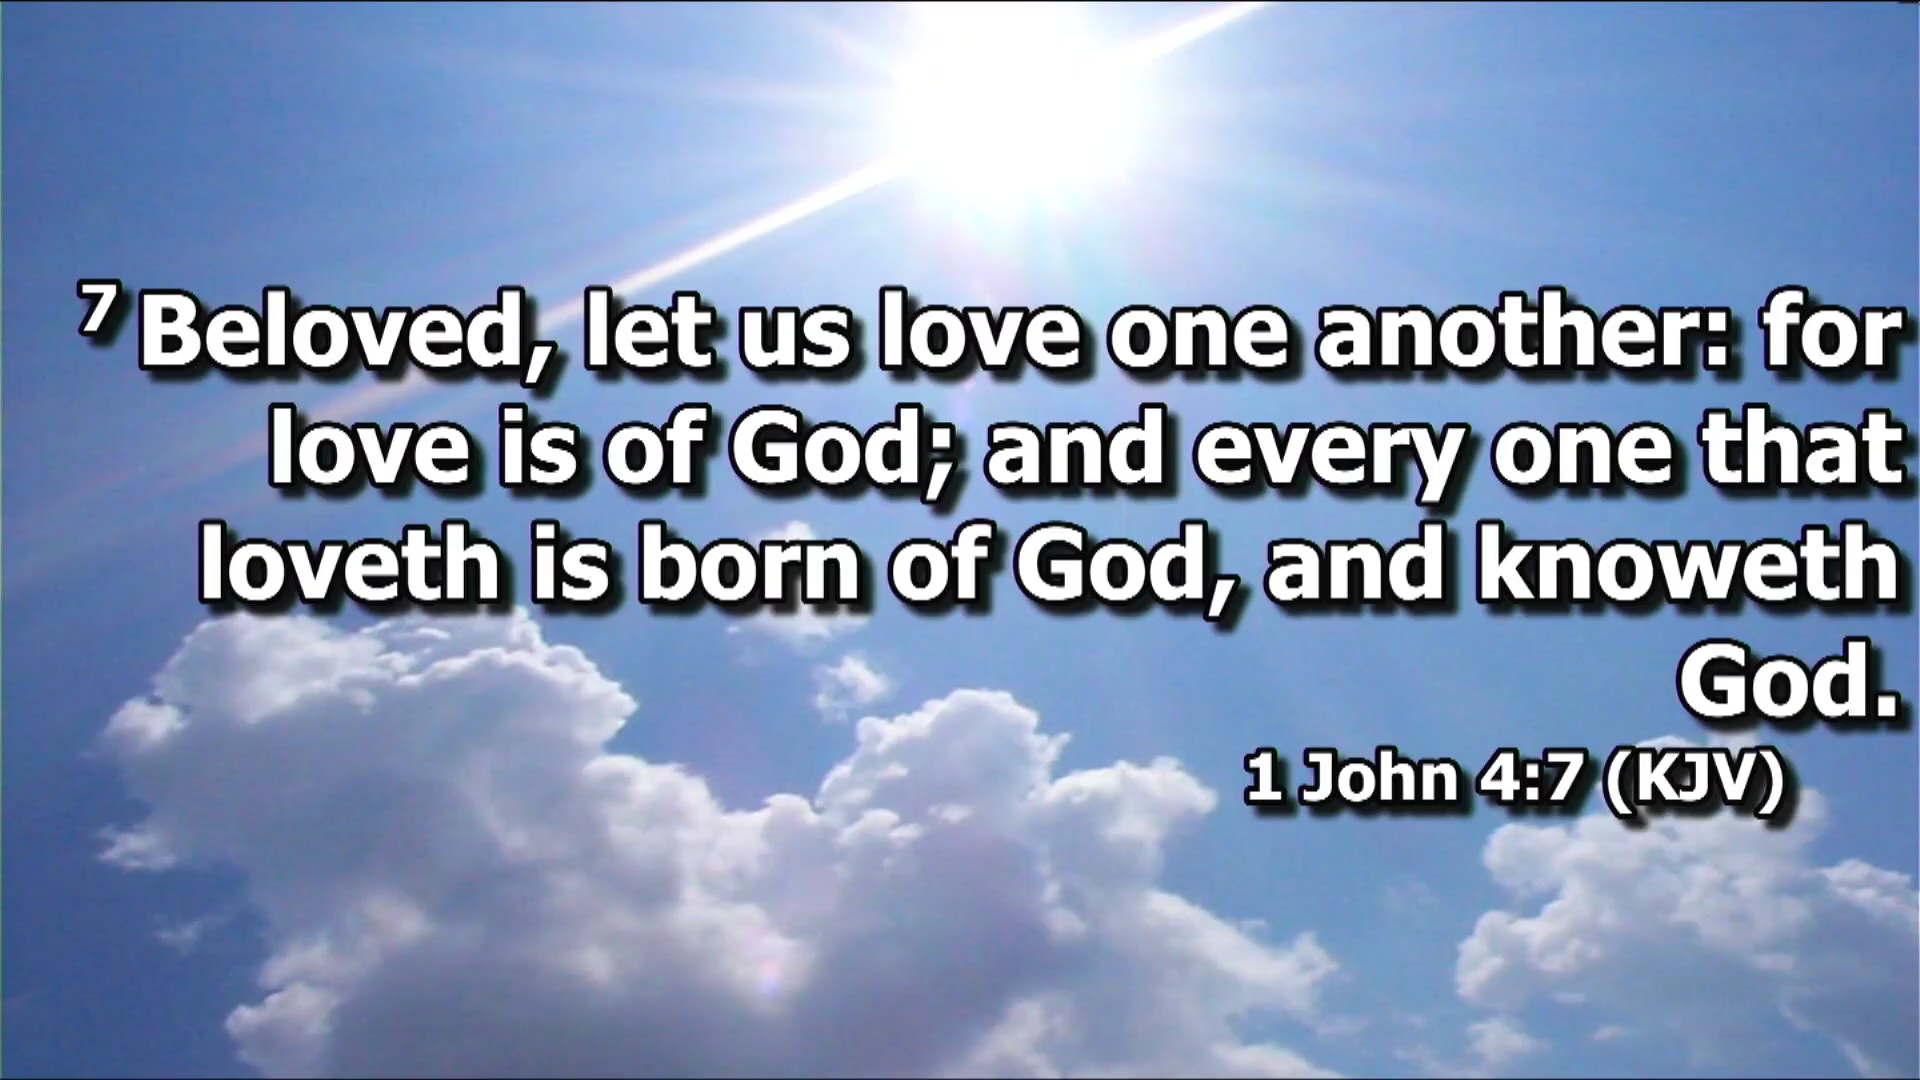 7 Beloved, let us love one another: for
love is of God; and every one that
loveth is born of God, and knoweth
God.
1 John 4:7 (KJV)